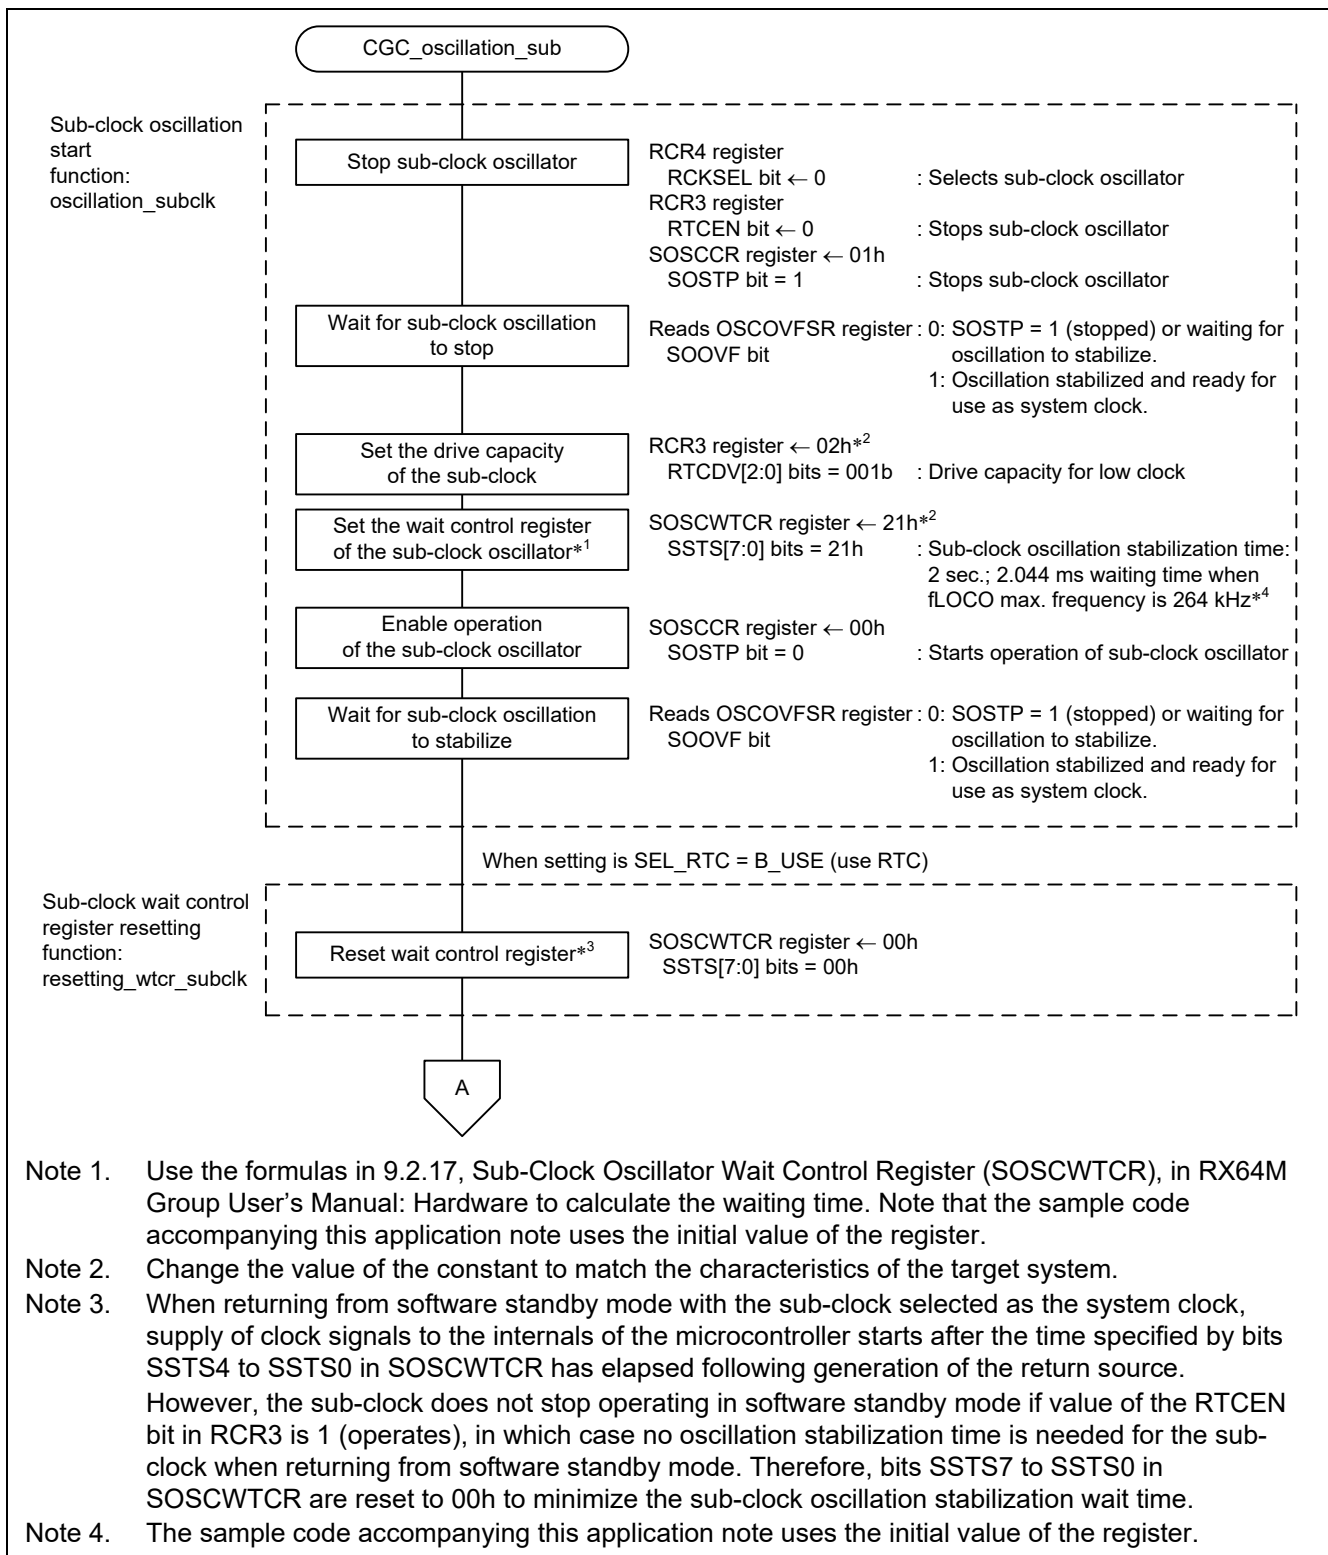 CGC_oscillation_sub
Sub-clock oscillation
start
function:
oscillation_subclk
Stop sub-clock oscillator
RCR4 register
RCKSEL bit ← 0 : Selects sub-clock oscillator
RCR3 register
RTCEN bit ← 0 : Stops sub-clock oscillator
SOSCCR register ← 01h
SOSTP bit = 1 : Stops sub-clock oscillator
Wait for sub-clock oscillation
to stop
Reads OSCOVFSR register : 0: SOSTP = 1 (stopped) or waiting for
SOOVF bit oscillation to stabilize.
1: Oscillation stabilized and ready for
use as system clock.
Set the drive capacity
of the sub-clock
RCR3 register ← 02h*2
RTCDV[2:0] bits = 001b : Drive capacity for low clock
Set the wait control register
of the sub-clock oscillator*1
SOSCWTCR register ← 21h*2
SSTS[7:0] bits = 21h : Sub-clock oscillation stabilization time:
2 sec.; 2.044 ms waiting time when
fLOCO max. frequency is 264 kHz*4
Enable operation
of the sub-clock oscillator
SOSCCR register ← 00h
SOSTP bit = 0 : Starts operation of sub-clock oscillator
Wait for sub-clock oscillation
to stabilize
Reads OSCOVFSR register : 0: SOSTP = 1 (stopped) or waiting for
SOOVF bit oscillation to stabilize.
1: Oscillation stabilized and ready for
use as system clock.
When setting is SEL_RTC = B_USE (use RTC)
Sub-clock wait control
register resetting
function:
resetting_wtcr_subclk
Reset wait control register*3
SOSCWTCR register ← 00h
SSTS[7:0] bits = 00h
A
Note 1. Use the formulas in 9.2.17, Sub-Clock Oscillator Wait Control Register (SOSCWTCR), in RX64M
Group User's Manual: Hardware to calculate the waiting time. Note that the sample code
accompanying this application note uses the initial value of the register.
Note 2. Change the value of the constant to match the characteristics of the target system.
Note 3. When returning from software standby mode with the sub-clock selected as the system clock,
supply of clock signals to the internals of the microcontroller starts after the time specified by bits
SSTS4 to SSTS0 in SOSCWTCR has elapsed following generation of the return source.
However, the sub-clock does not stop operating in software standby mode if value of the RTCEN
bit in RCR3 is 1 (operates), in which case no oscillation stabilization time is needed for the sub-
clock when returning from software standby mode. Therefore, bits SSTS7 to SSTS0 in
SOSCWTCR are reset to 00h to minimize the sub-clock oscillation stabilization wait time.
Note 4. The sample code accompanying this application note uses the initial value of the register.